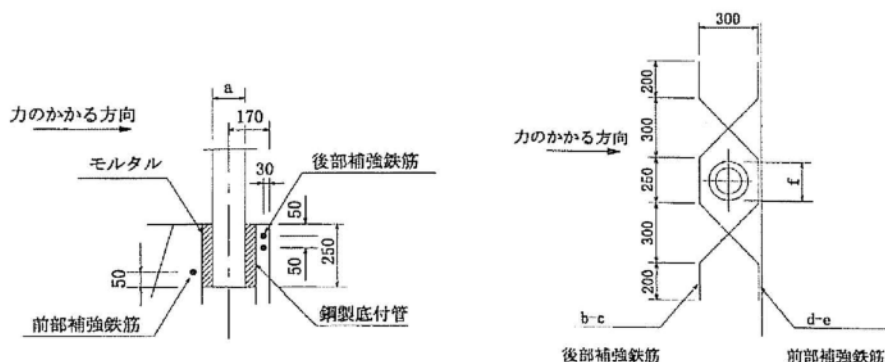 a
170
力のかかる方向
モルタル
後部補強鉄筋
30
50
50
250
50
前部補強鉄筋
鋼製底付管
300
200
300
250
300
200
力のかかる方向
f
b-c
d-e
後部補強鉄筋
前部補強鉄筋